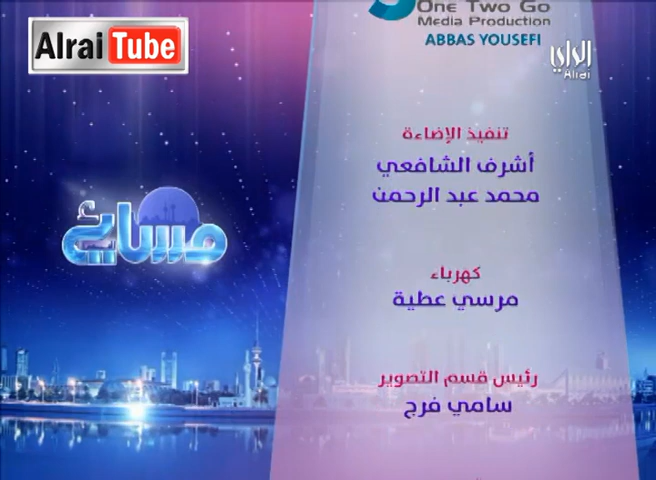 One Two Go
Media Production
ABBAS YOUSEFI
Alrai Tube
الراي
Alrai
تنفيذ الإضاءة
أشرف الشافعي
محمد عبد الرحمن
مسائي
كهرباء
مرسي عطية
رئيس قسم التصوير
سامي فرج